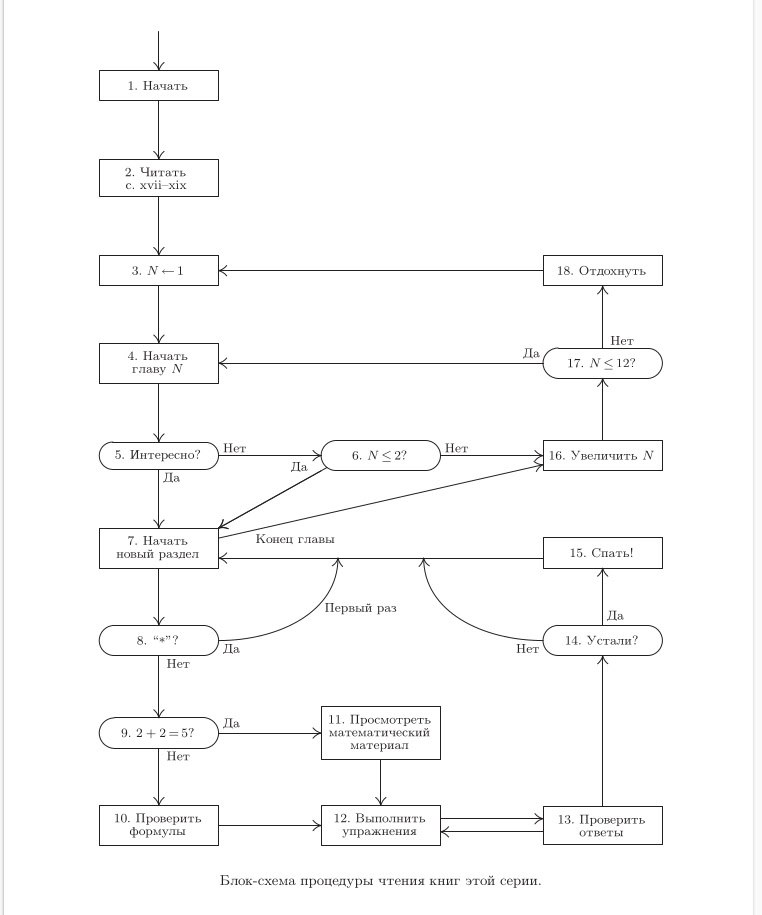 1. Начать
2. Читать
с. xvii–xix
3. N ← 1
18. Отдохнуть
Нет
4. Начать
главу N
Да
17. N ≤ 12?
5. Интересно?
Нет
6. N ≤ 2?
Нет
16. Увеличить N
Да
Да
7. Начать
новый раздел
Конец главы
15. Спать!
Первый раз
Да
8. “*”?
Да
Нет
14. Устали?
Нет
9. 2 + 2 = 5?
Да
11. Просмотреть
математический
материал
Нет
10. Проверить
формулы
12. Выполнить
упражнения
13. Проверить
ответы
Блок-схема процедуры чтения книг этой серии.